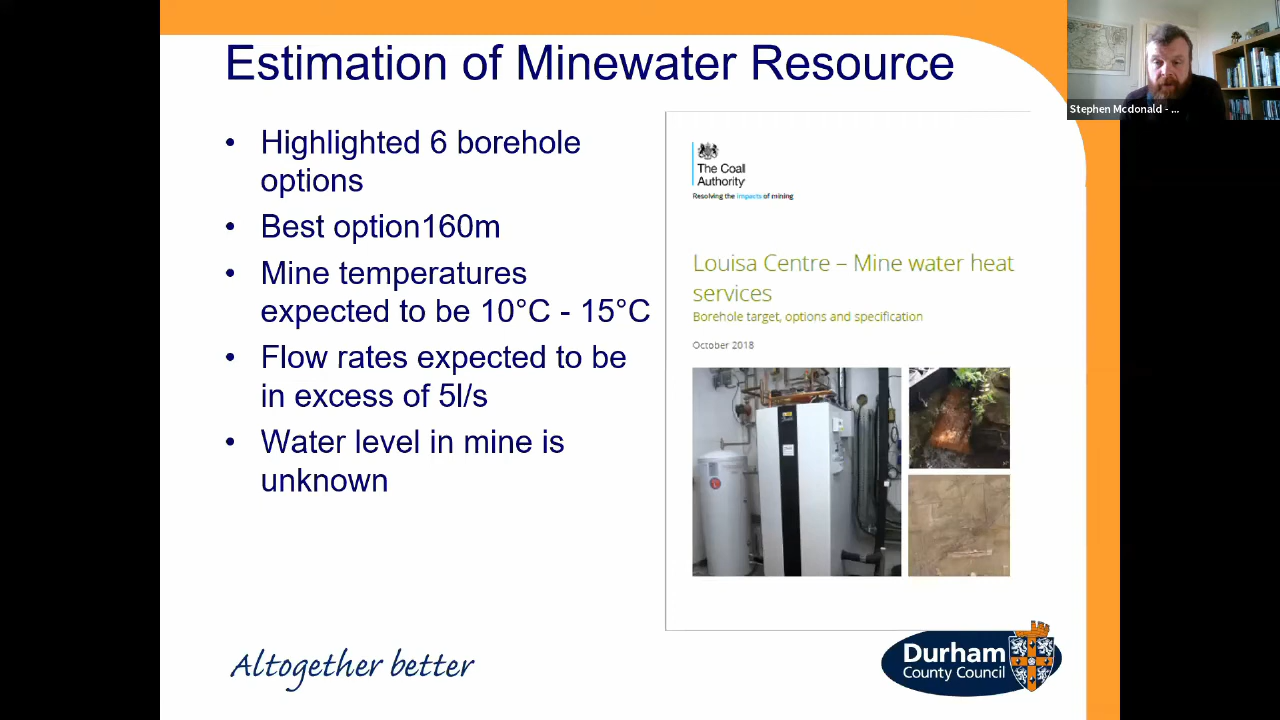 Estimation of Minewater Resource
Stephen Mcdonald - ...
• Highlighted 6 borehole
options
• Best option160m
• Mine temperatures
expected to be 10°C - 15°C
• Flow rates expected to be
in excess of 5l/s
• Water level in mine is
unknown
The Coal
Authority
Resolving the impacts of mining
Louisa Centre – Mine water heat
services
Borehole target, options and specification
October 2018
Altogether better
Durham
County Council